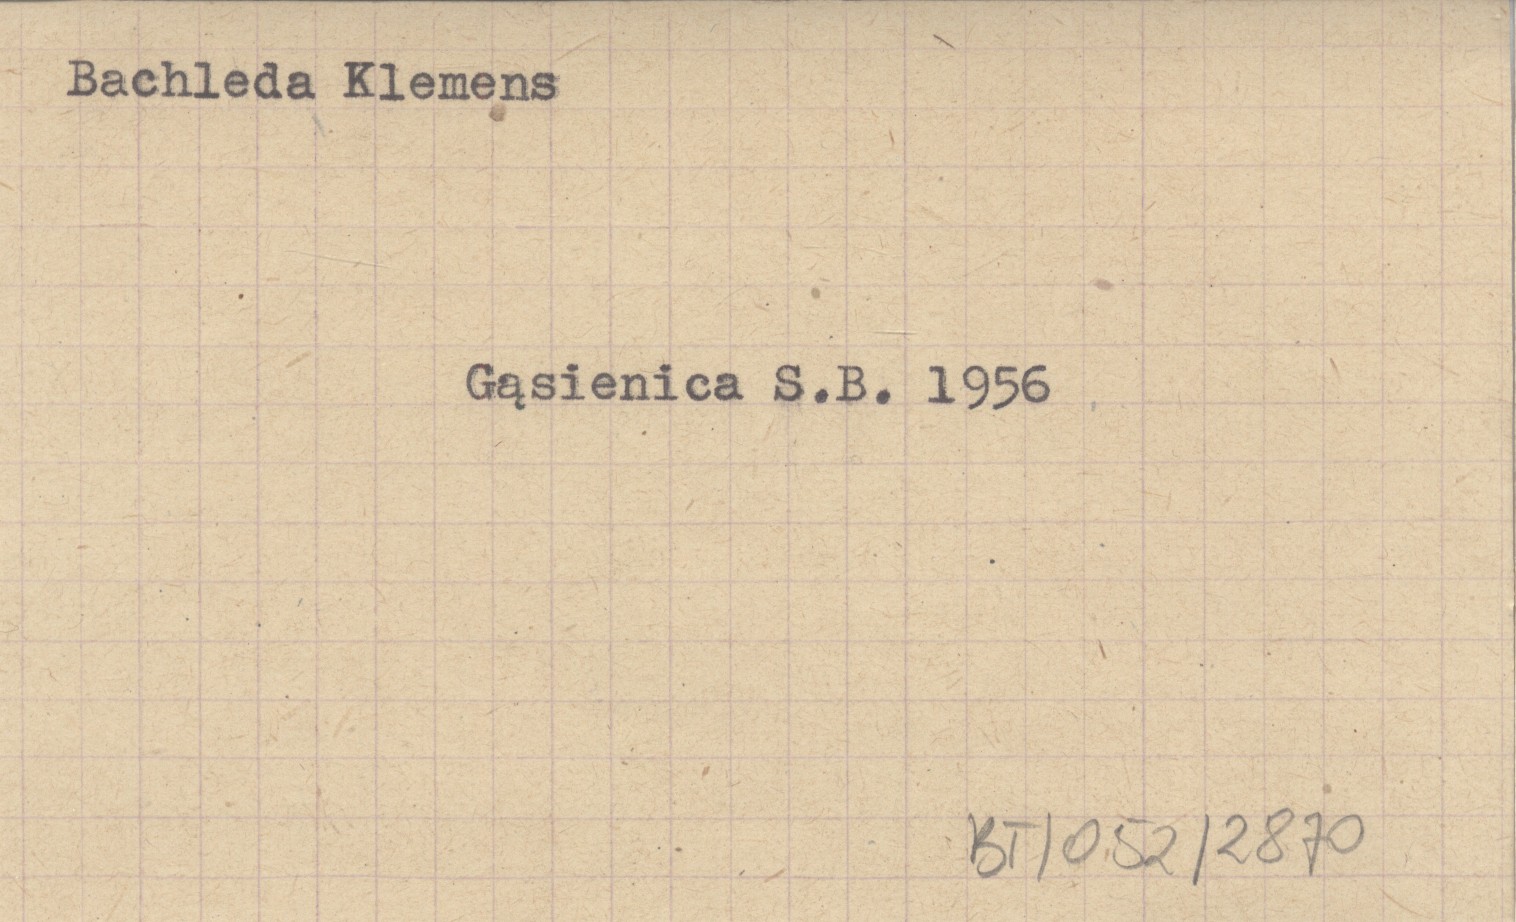 Bachleda Klemens
Gąsienica S.B. 1956
BT/052/2870